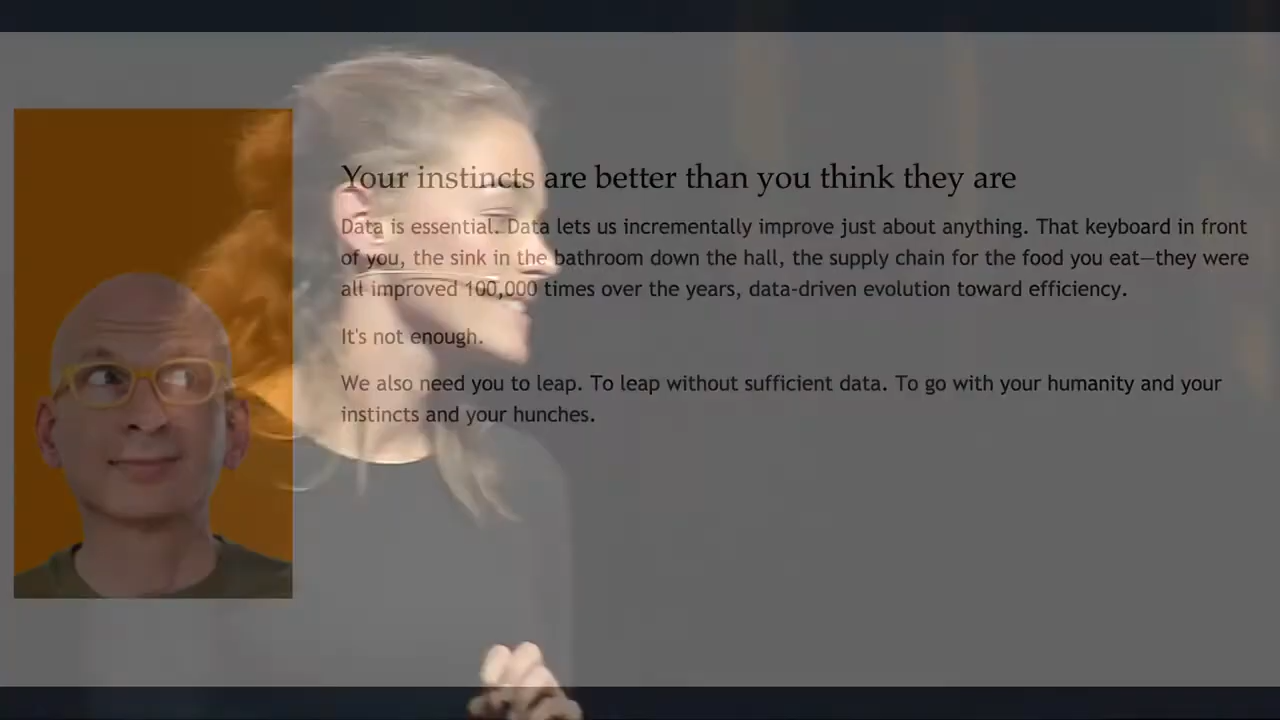 Your instincts are better than you think they are
Data is essential. Data lets us incrementally improve just about anything. That keyboard in front
of you, the sink in the bathroom down the hall, the supply chain for the food you eat—they were
all improved 100,000 times over the years, data-driven evolution toward efficiency.
It's not enough.
We also need you to leap. To leap without sufficient data. To go with your humanity and your
instincts and your hunches.